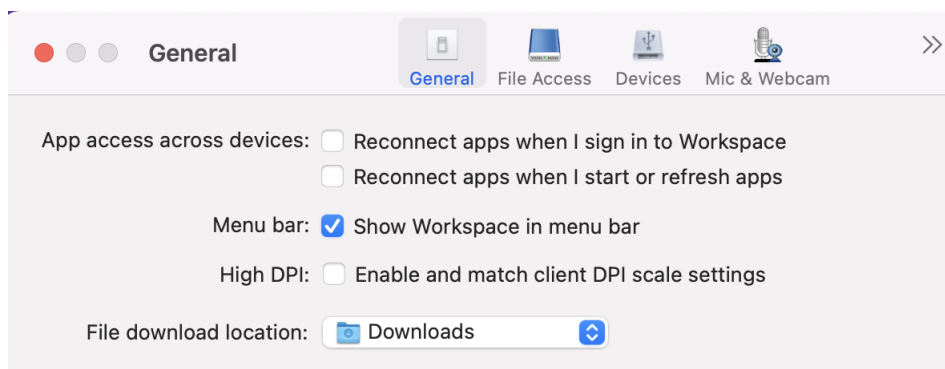 General
General File Access Devices Mic & Webcam
App access across devices: Reconnect apps when I sign in to Workspace
Reconnect apps when I start or refresh apps
Menu bar: Show Workspace in menu bar
High DPI: Enable and match client DPI scale settings
File download location: Downloads